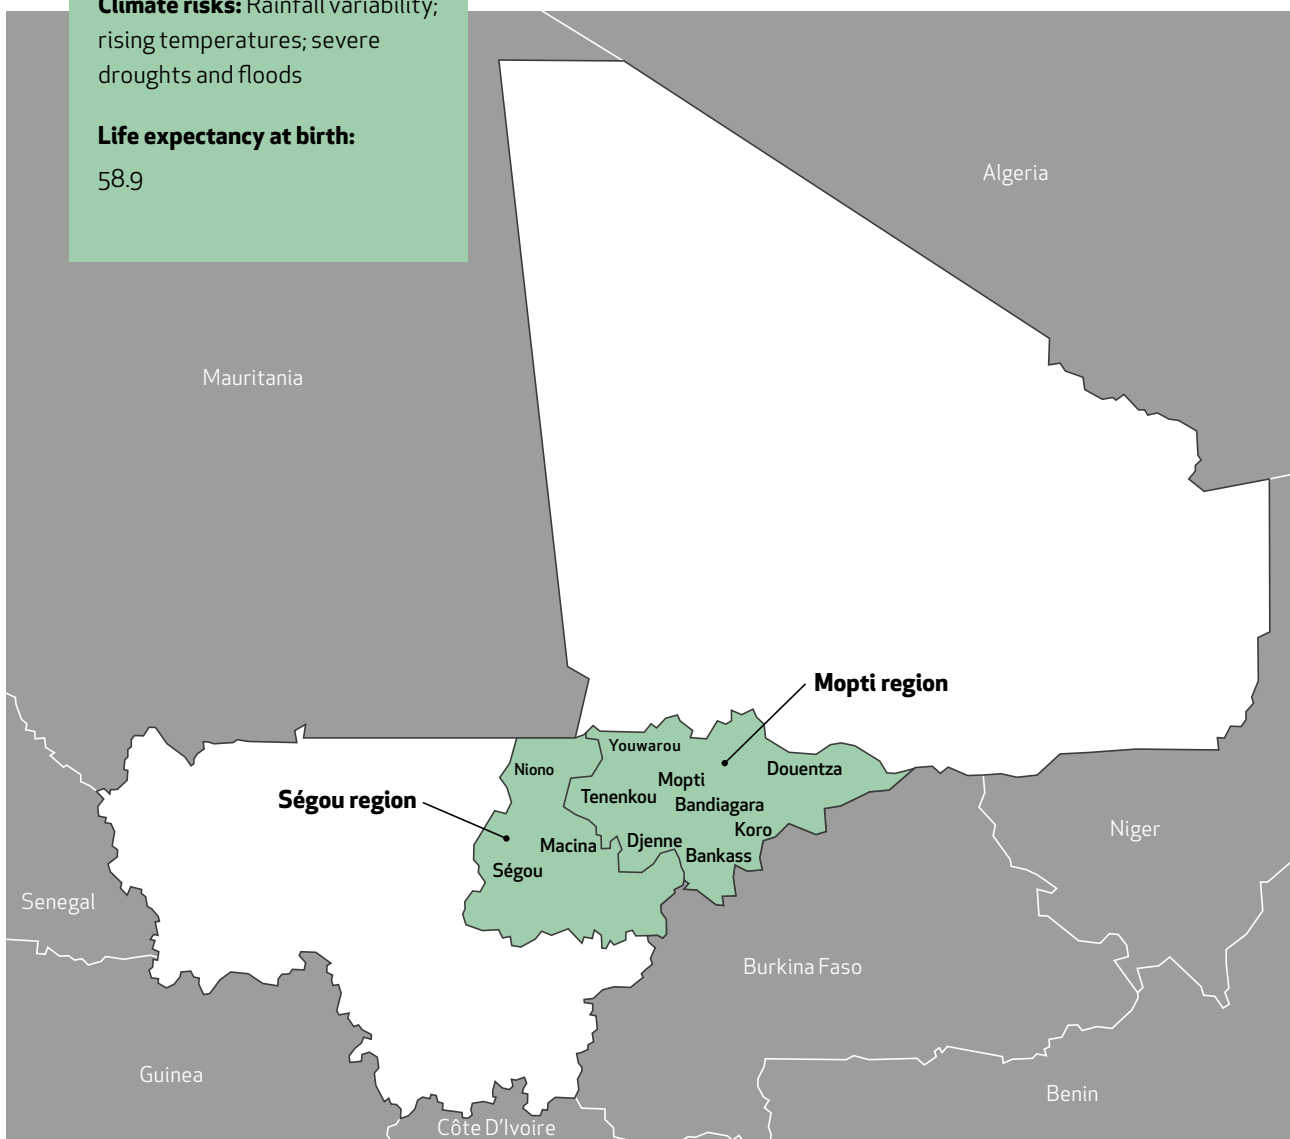 Climate risks: Rainfall variability;
rising temperatures; severe
droughts and floods
Life expectancy at birth:
58.9
Algeria
Mauritania
Mopti region
Youwarou
Niono
Douentza
Mopti
Tenenkou
Ségou region
Bandiagara
Koro
Niger
Djenne
Macina
Bankass
Ségou
Senegal
Burkina Faso
Guinea
Benin
Côte D'Ivoire